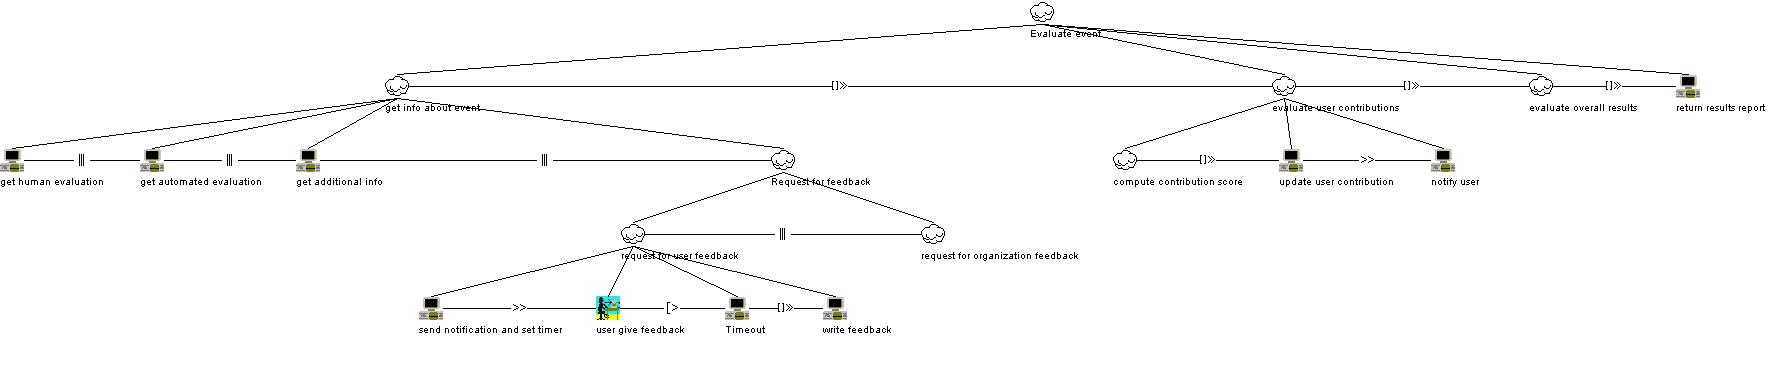 Evaluate event
[]>> []>> []>>
get info about event evaluate user contributions evaluate overall results return results report
||| ||| ||| []>> >>
get human evaluation get automated evaluation get additional info Request for feedback compute contribution score update user contribution notify user
|||
request for user feedback request for organization feedback
>> [> []>>
send notification and set timer user give feedback Timeout write feedback